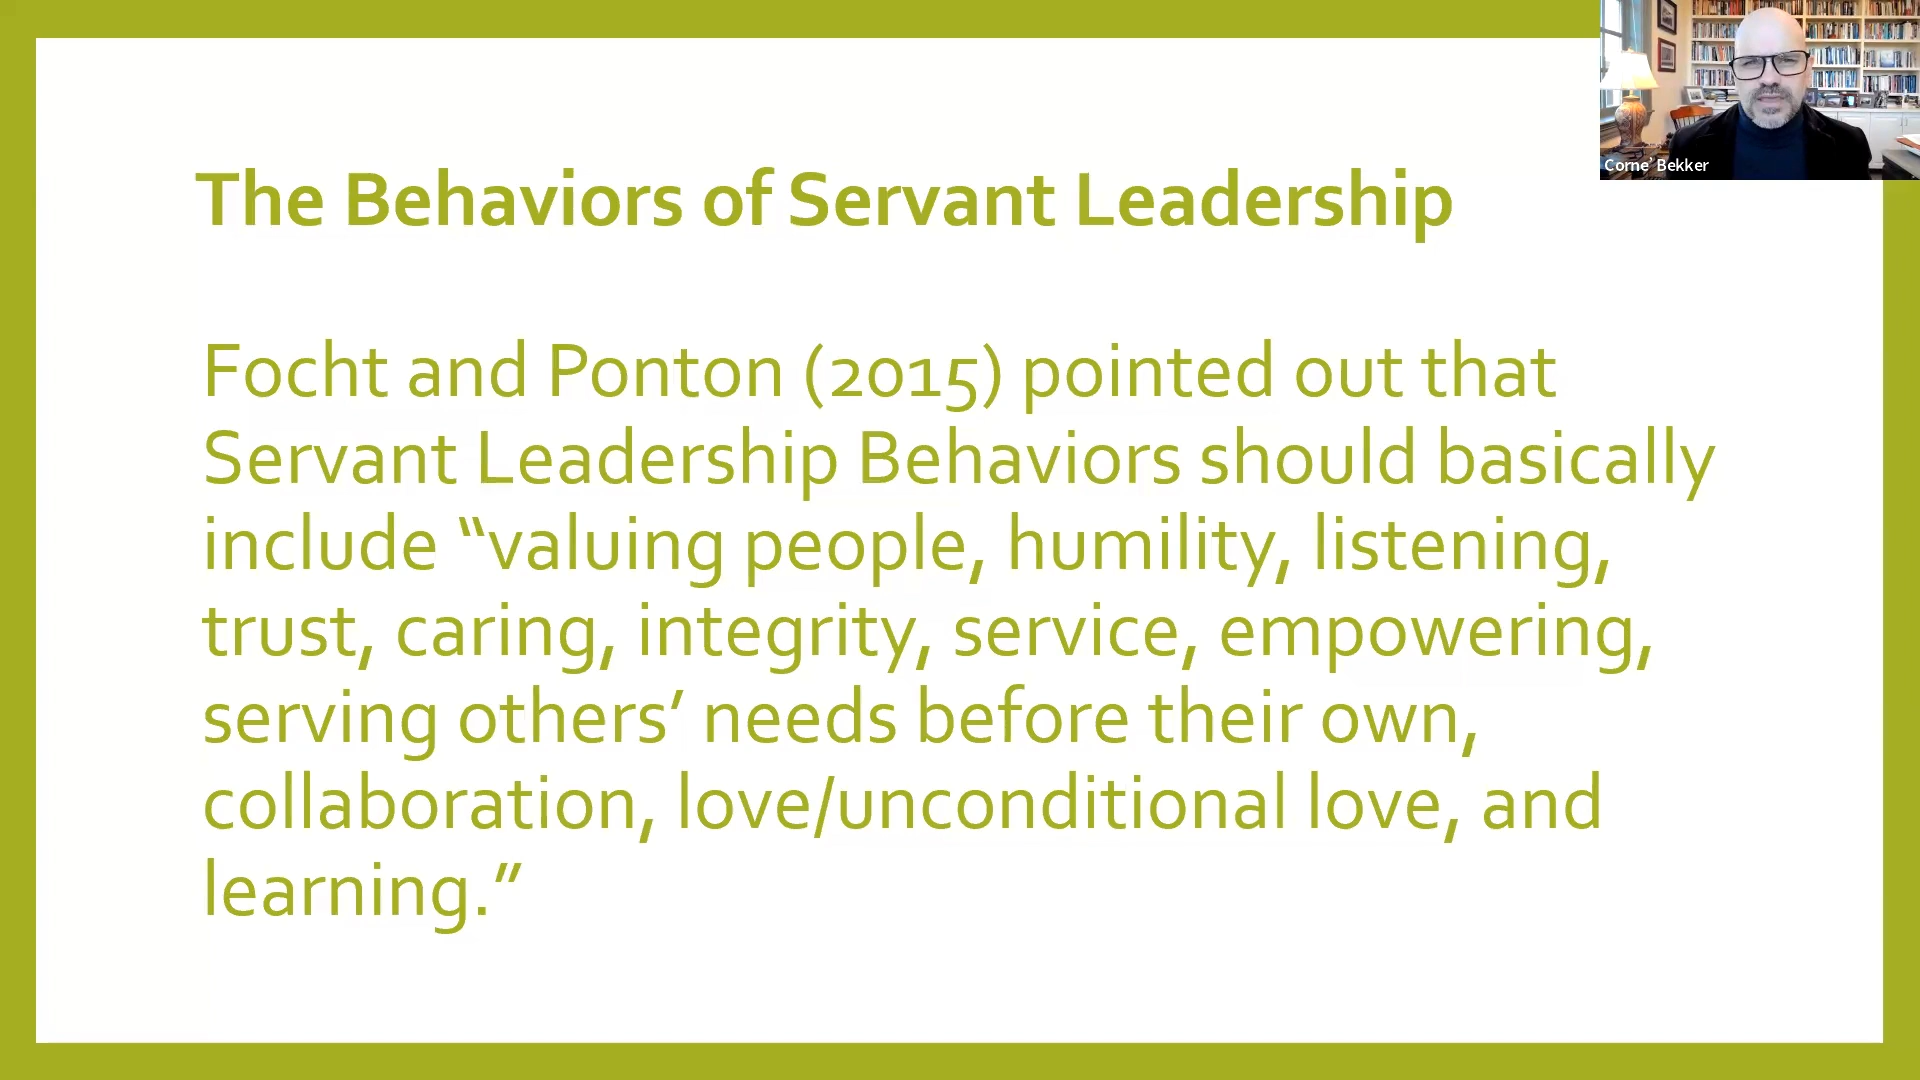 Corne' Bekker
The Behaviors of Servant Leadership
Focht and Ponton (2015) pointed out that
Servant Leadership Behaviors should basically
include “valuing people, humility, listening,
trust, caring, integrity, service, empowering,
serving others’ needs before their own,
collaboration, love/unconditional love, and
learning.”